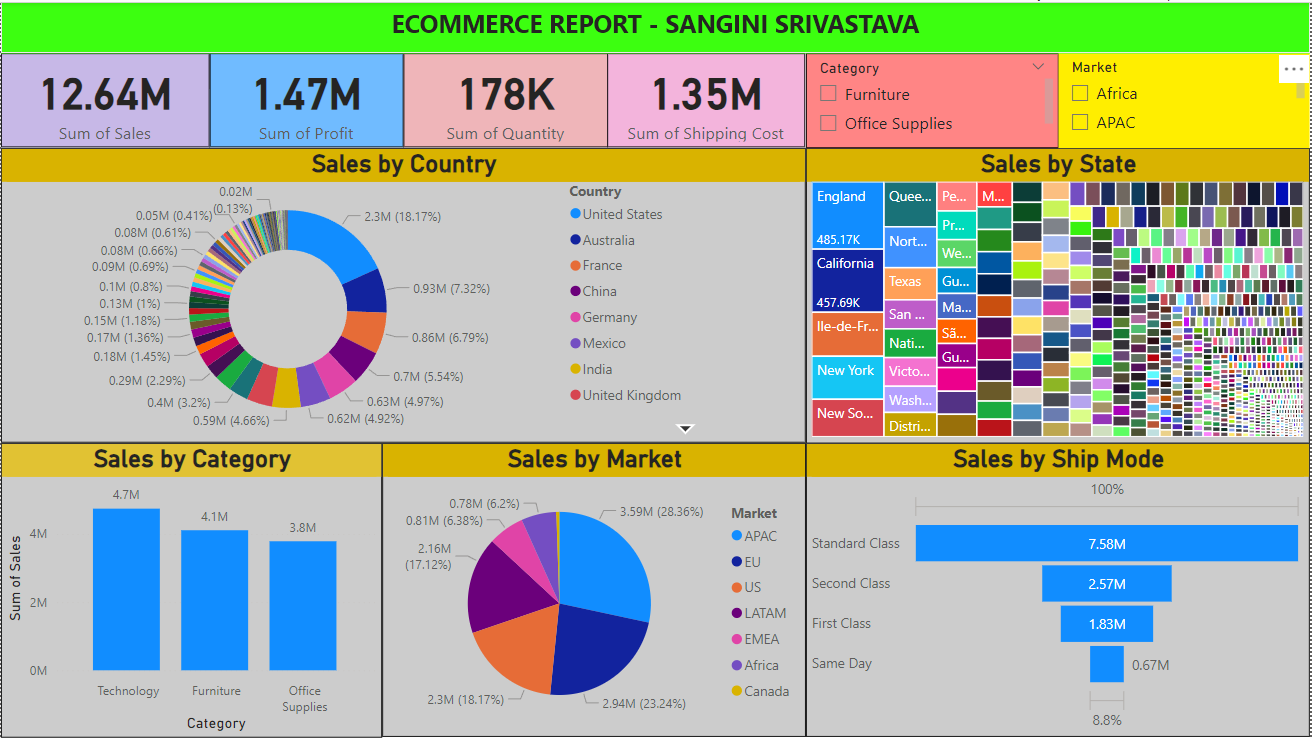 ECOMMERCE REPORT - SANGINI SRIVASTAVA
12.64M
Sum of Sales
1.47M
Sum of Profit
178K
Sum of Quantity
1.35M
Sum of Shipping Cost
Category
Furniture
Office Supplies
Market
Africa
APAC
Sales by Country
0.02M
(0.13%)
0.05M (0.41%)
0.08M (0.61%)
0.08M (0.66%)
0.09M (0.69%)
0.1M (0.8%)
0.13M (1%)
0.15M (1.18%)
0.17M (1.36%)
0.18M (1.45%)
0.29M (2.29%)
0.4M (3.2%)
0.59M (4.66%)
2.3M (18.17%)
0.93M (7.32%)
0.86M (6.79%)
0.7M (5.54%)
0.63M (4.97%)
0.62M (4.92%)
Country
United States
Australia
France
China
Germany
Mexico
India
United Kingdom
Sales by State
England
485.17K
California
457.69K
Ile-de-Fr...
New York
New So...
Quee...
Nort...
Texas
San ...
Nati...
Victo...
Wash...
Distri...
Pe...
Pr...
We...
Gu...
Ma...
Sã...
Gu...
M...
Sales by Category
Sum of Sales
4M
2M
0M
4.7M
4.1M
3.8M
Technology
Furniture
Office
Supplies
Category
Sales by Market
0.78M (6.2%)
0.81M (6.38%)
2.16M
(17.12%)
2.3M (18.17%)
3.59M (28.36%)
2.94M (23.24%)
Market
APAC
EU
US
LATAM
EMEA
Africa
Canada
Sales by Ship Mode
100%
Standard Class
7.58M
Second Class
2.57M
First Class
1.83M
Same Day
0.67M
8.8%